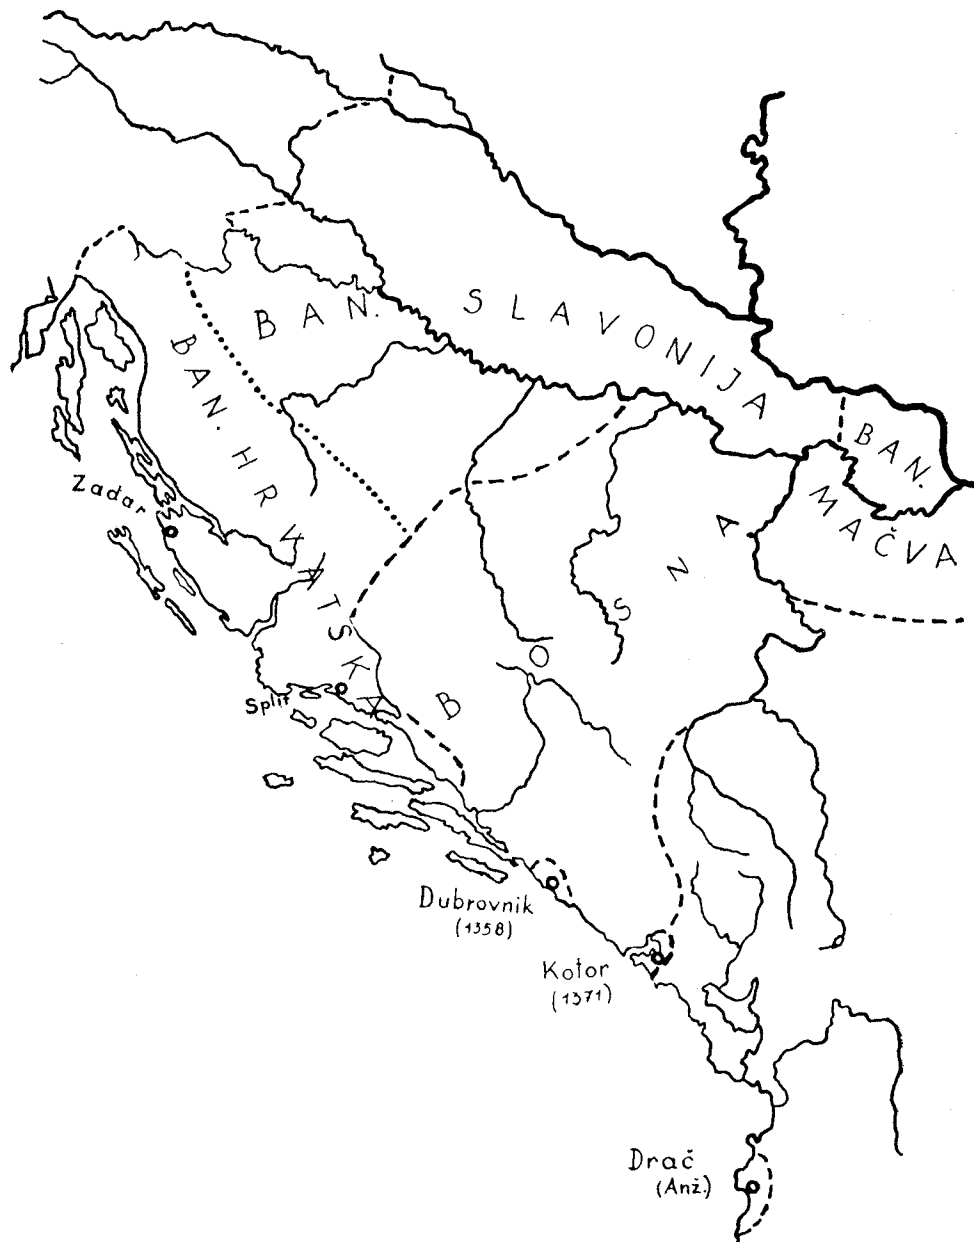 BAN. SLAVONIJA
BAN. HRVATSKA
BAN.
MAČVA
BOSNA
Zadar
Split
Dubrovnik
(1358)
Kotor
(1371)
Drač
(Anž.)